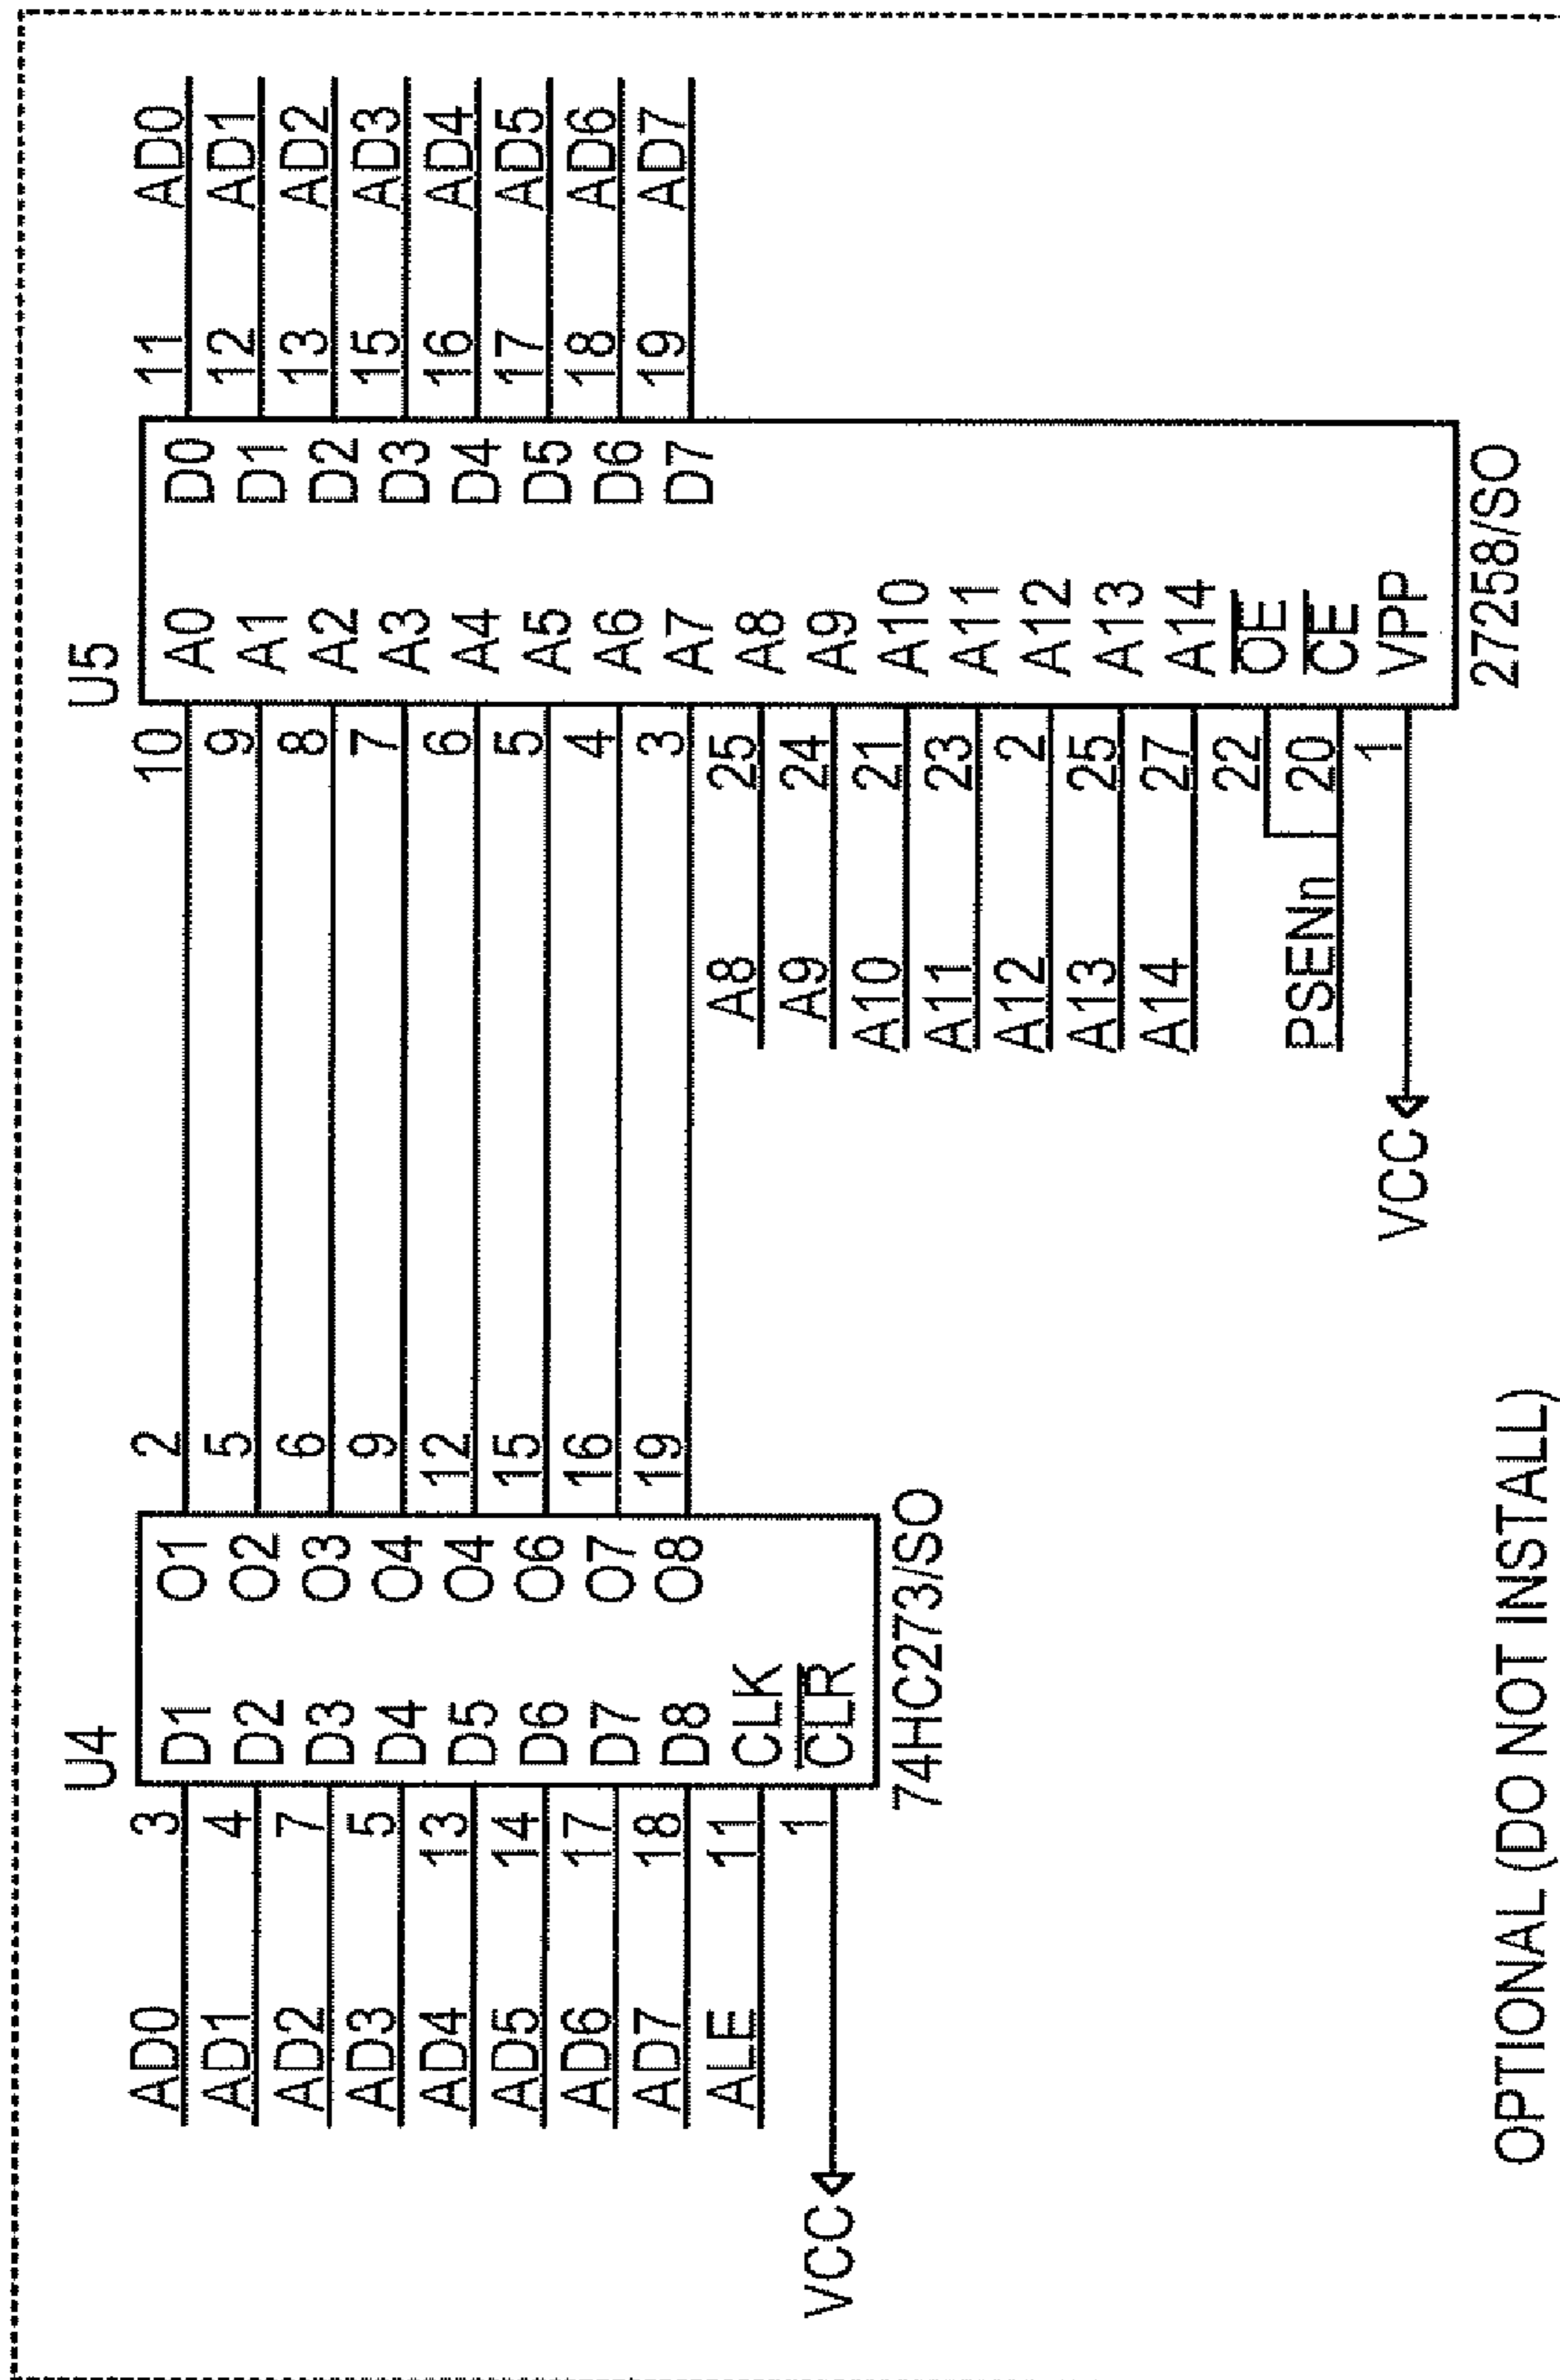 U4
AD0 3 D1 O1 2
AD1 4 D2 O2 5
AD2 7 D3 O3 6
AD3 5 D4 O4 9
AD4 13 D5 O4 12
AD5 14 D6 O6 15
AD6 17 D7 O7 16
AD7 18 D8 O8 19
ALE 11 CLK
VCC 1 CLR
74HC273/SO
U5
10 A0 D0 11 AD0
9 A1 D1 12 AD1
8 A2 D2 13 AD2
7 A3 D3 15 AD3
6 A4 D4 16 AD4
5 A5 D5 17 AD5
4 A6 D6 18 AD6
3 A7 D7 19 AD7
A8 25 A8
A9 24 A9
A10 21 A10
A11 23 A11
A12 2 A12
A13 25 A13
A14 27 A14
22 OE
PSENn 20 CE
VCC 1 VPP
27258/SO
OPTIONAL (DO NOT INSTALL)